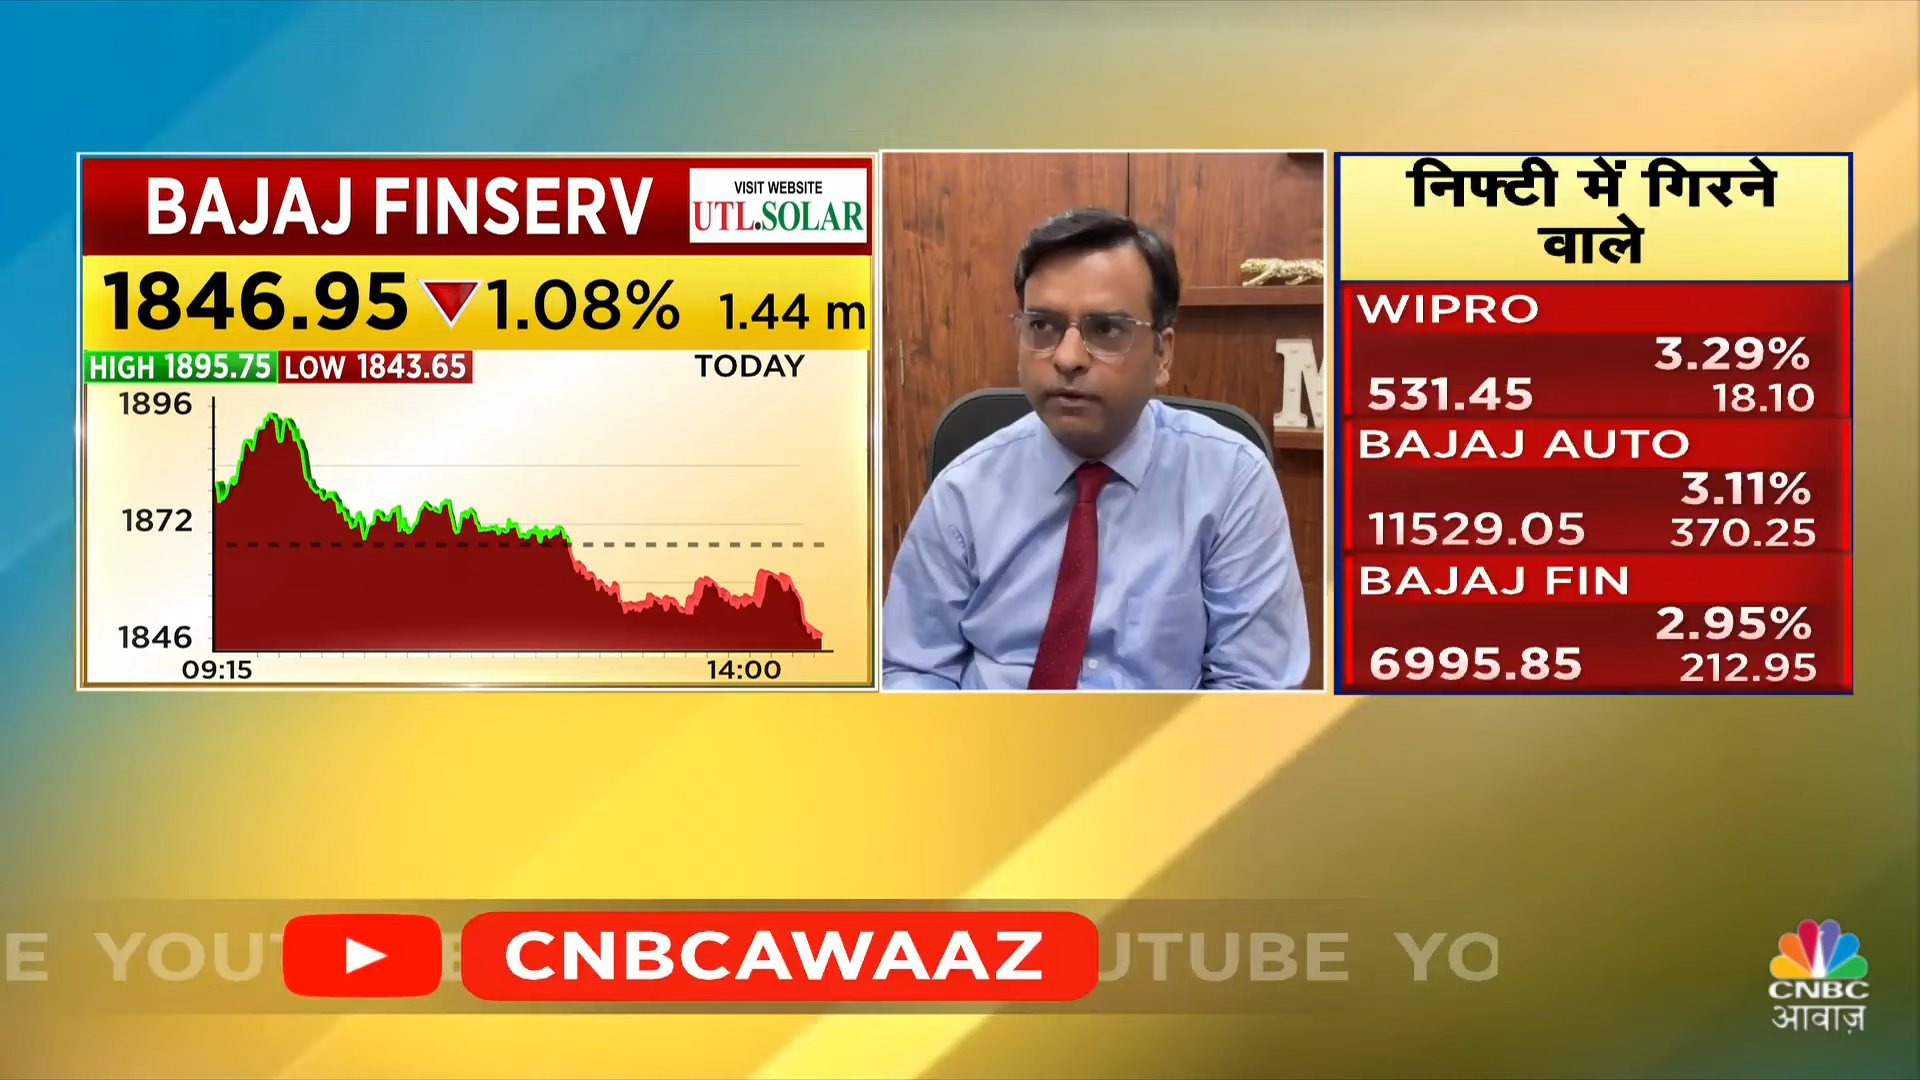 BAJAJ FINSERV
VISIT WEBSITE
UTL.SOLAR
1846.95 1.08% 1.44 m
HIGH 1895.75 LOW 1843.65 TODAY
1896
1872
1846
09:15 14:00
निफ्टी में गिरने
वाले
WIPRO
3.29%
531.45 18.10
BAJAJ AUTO
3.11%
11529.05 370.25
BAJAJ FIN
2.95%
6995.85 212.95
M
E YOUT E CNBCAWAAZ UTUBE YO
CNBC
आवाज़